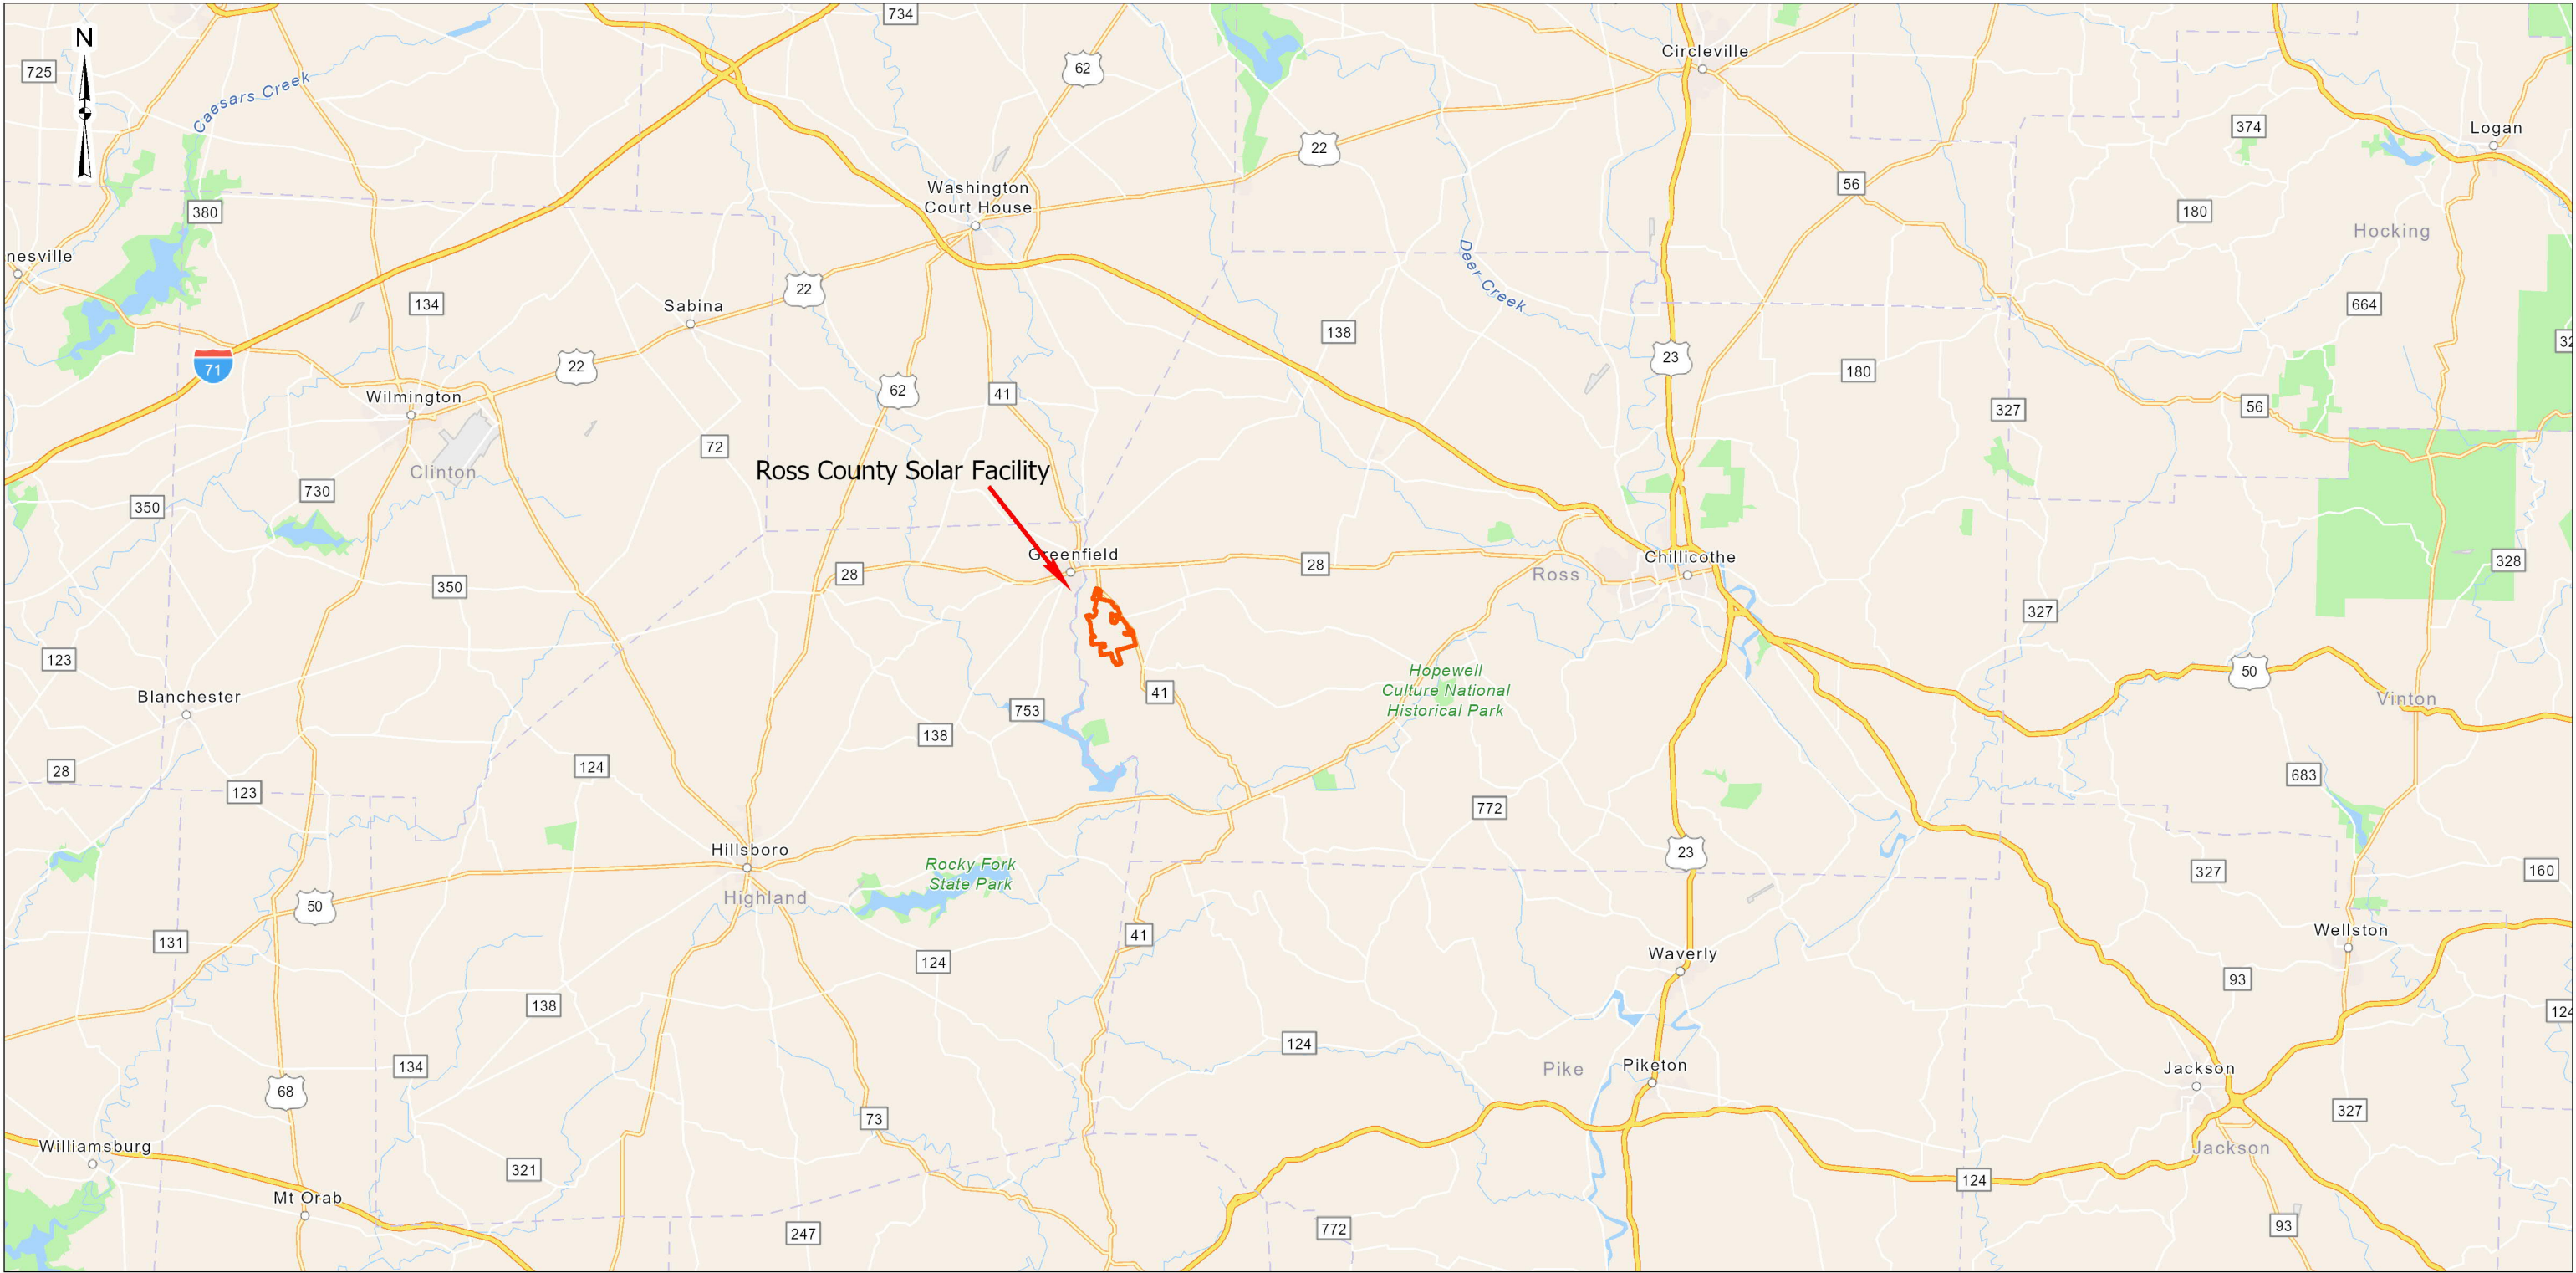 734
N
62
Circleville
725
Caesars Creek
374
Logan
22
Washington
Court House
56
380
180
Hocking
nesville
Deer Creek
22
Sabina
134
664
138
32
23
71
22
180
Wilmington
62
41
327
56
72
Clinton
Ross County Solar Facility
730
350
Greenfield
28
28
Chillicothe
Ross
328
350
327
123
Hopewell
Culture National
Historical Park
50
Blanchester
41
Vinton
753
138
28
124
683
123
772
Hillsboro
23
Rocky Fork
State Park
327
160
Highland
50
131
41
Wellston
124
Waverly
93
138
124
124
134
Pike
Piketon
Jackson
68
73
327
Williamsburg
Jackson
321
124
Mt Orab
247
772
93